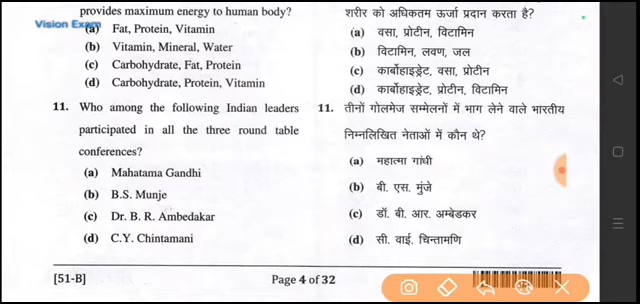 provides maximum energy to human body?
Vision Exam
(a) Fat, Protein, Vitamin
(b) Vitamin, Mineral, Water
(c) Carbohydrate, Fat, Protein
(d) Carbohydrate, Protein, Vitamin
11. Who among the following Indian leaders
participated in all the three round table
conferences?
(a) Mahatama Gandhi
(b) B.S. Munje
(c) Dr. B. R. Ambedakar
(d) C.Y. Chintamani
शरीर को अधिकतम ऊर्जा प्रदान करता है?
(a) वसा, प्रोटीन, विटामिन
(b) विटामिन, लवण, जल
(c) कार्बोहाइड्रेट, वसा, प्रोटीन
(d) कार्बोहाइड्रेट, प्रोटीन, विटामिन
11. तीनों गोलमेज सम्मेलनों में भाग लेने वाले भारतीय
निम्नलिखित नेताओं में कौन थे?
(a) महात्मा गांधी
(b) बी. एस. मुंजे
(c) डॉ. बी. आर. अम्बेडकर
(d) सी. वाई. चिन्तामणि
[51-B]
Page 4 of 32